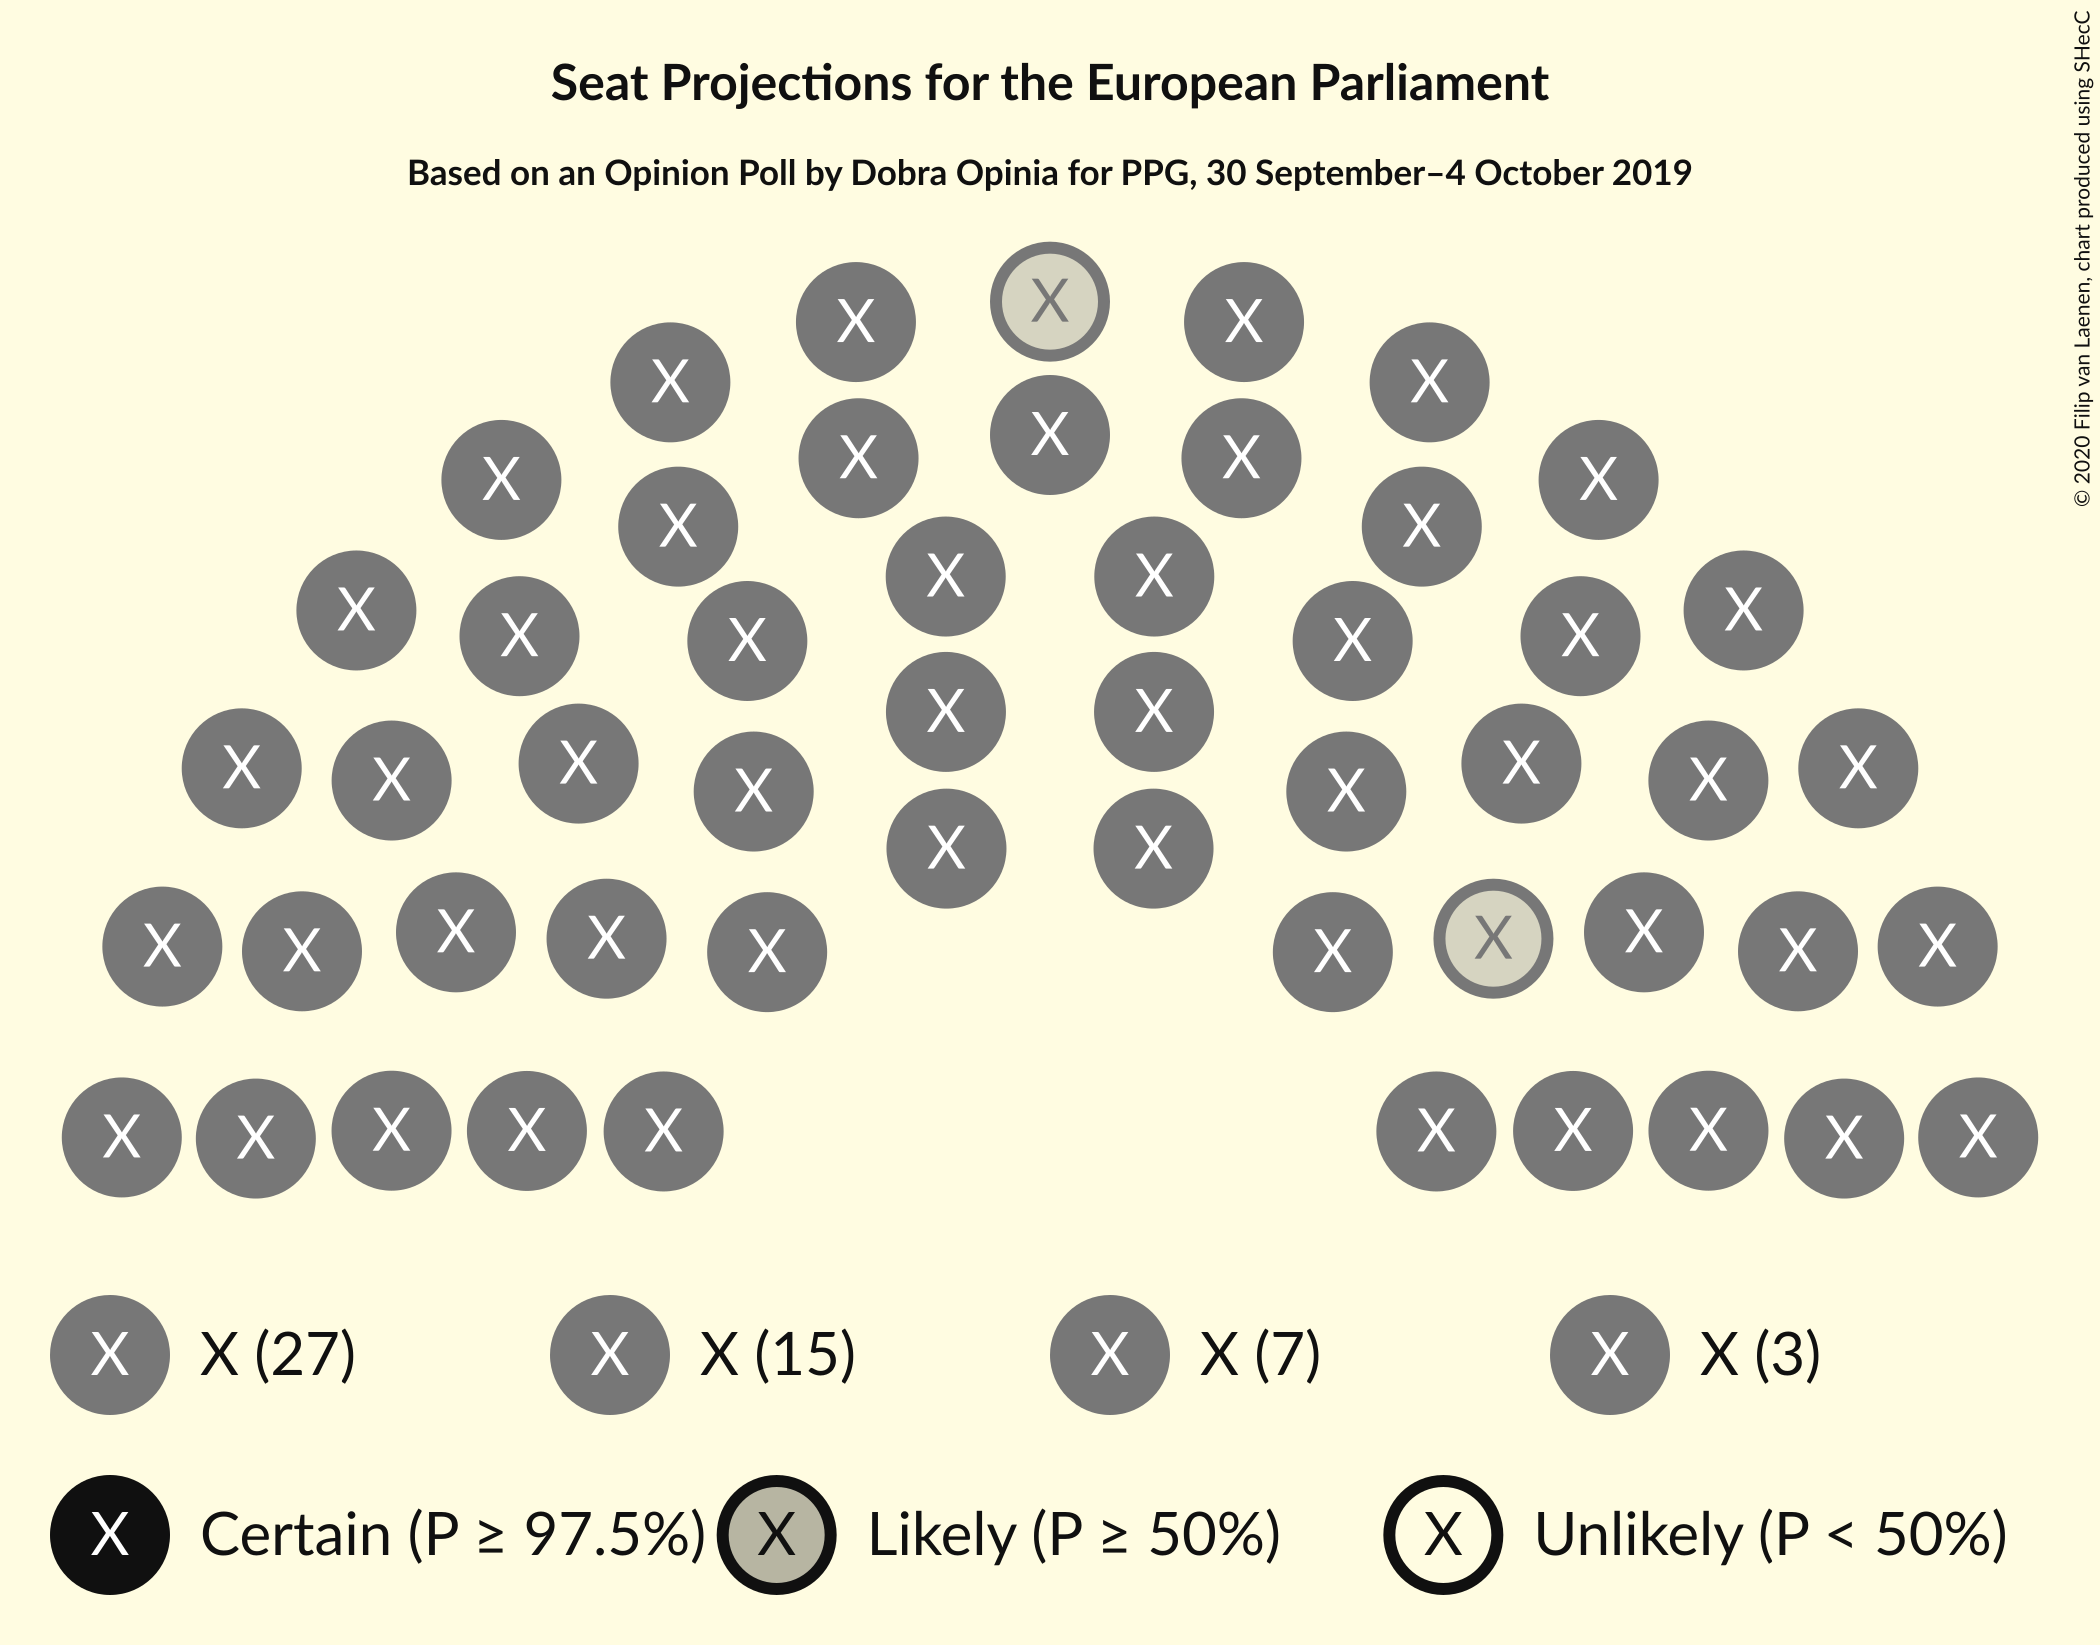 Seat Projections for the European Parliament
Based on an Opinion Poll by Dobra Opinia for PPG, 30 September–4 October 2019
© 2020 Filip van Laenen, chart produced using SHecC
X
X X
X X
X
X X
X X
X X
X X
X X
X X
X X
X X
X X
X X
X X X X
X X X X
X X
X X X X X X X X X X
X X X X X X X X X X
X X (27) X X (15) X X (7) X X (3)
X Certain (P ≥ 97.5%) X Likely (P ≥ 50%) X Unlikely (P < 50%)